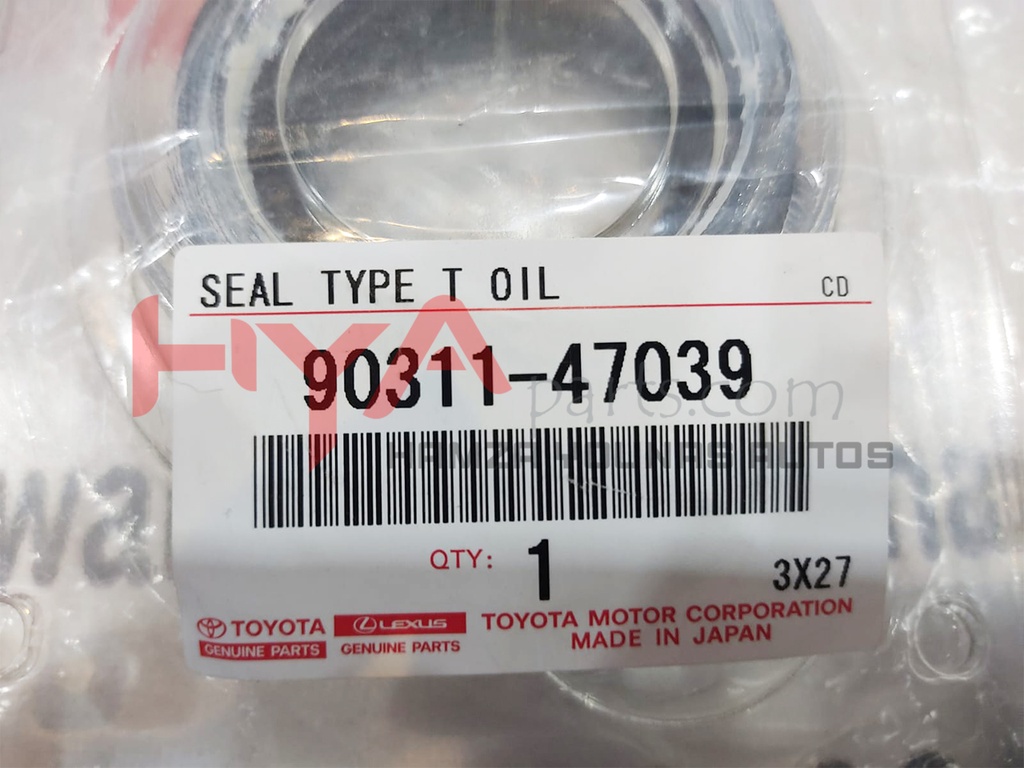 SEAL TYPE T OIL CD
90311-47039
HYA parts.com
HAMZA YOUNAS AUTOS
QTY: 1 3X27
TOYOTA LEXUS TOYOTA MOTOR CORPORATION
GENUINE PARTS GENUINE PARTS MADE IN JAPAN